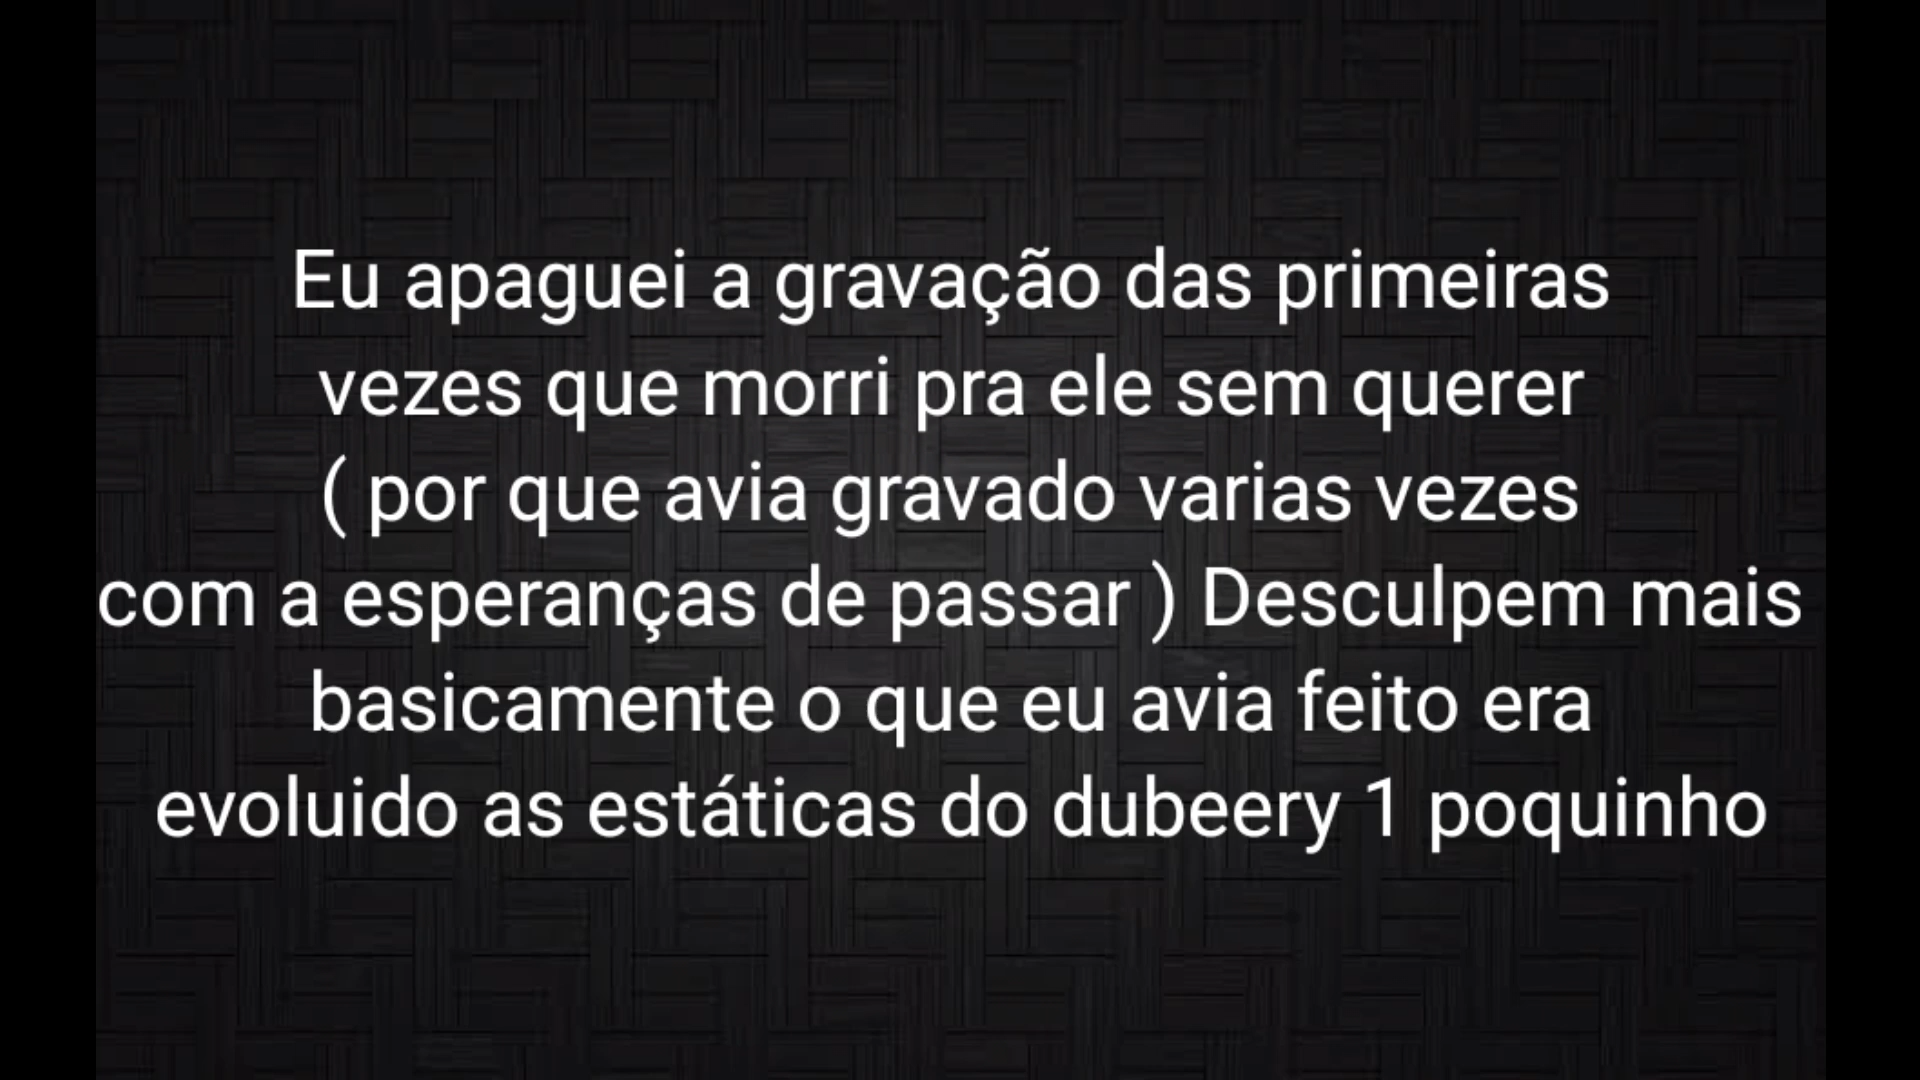 Eu apaguei a gravação das primeiras
vezes que morri pra ele sem querer
( por que avia gravado varias vezes
com a esperanças de passar ) Desculpem mais
basicamente o que eu avia feito era
evoluido as estáticas do dubeery 1 poquinho